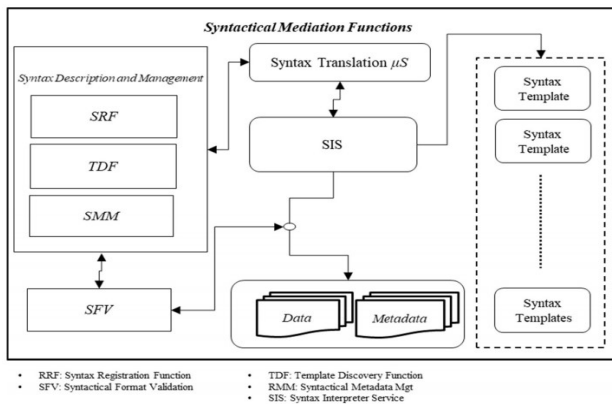 Syntactical Mediation Functions
Syntax Description and Management
SRF
TDF
SMM
SFV
Syntax Translation μS
SIS
Data
Metadata
Syntax
Template
Syntax
Template
Syntax
Templates
• RRF: Syntax Registration Function
• SFV: Syntactical Format Validation
• TDF: Template Discovery Function
• RMM: Syntactical Metadata Mgt
• SIS: Syntax Interpreter Service